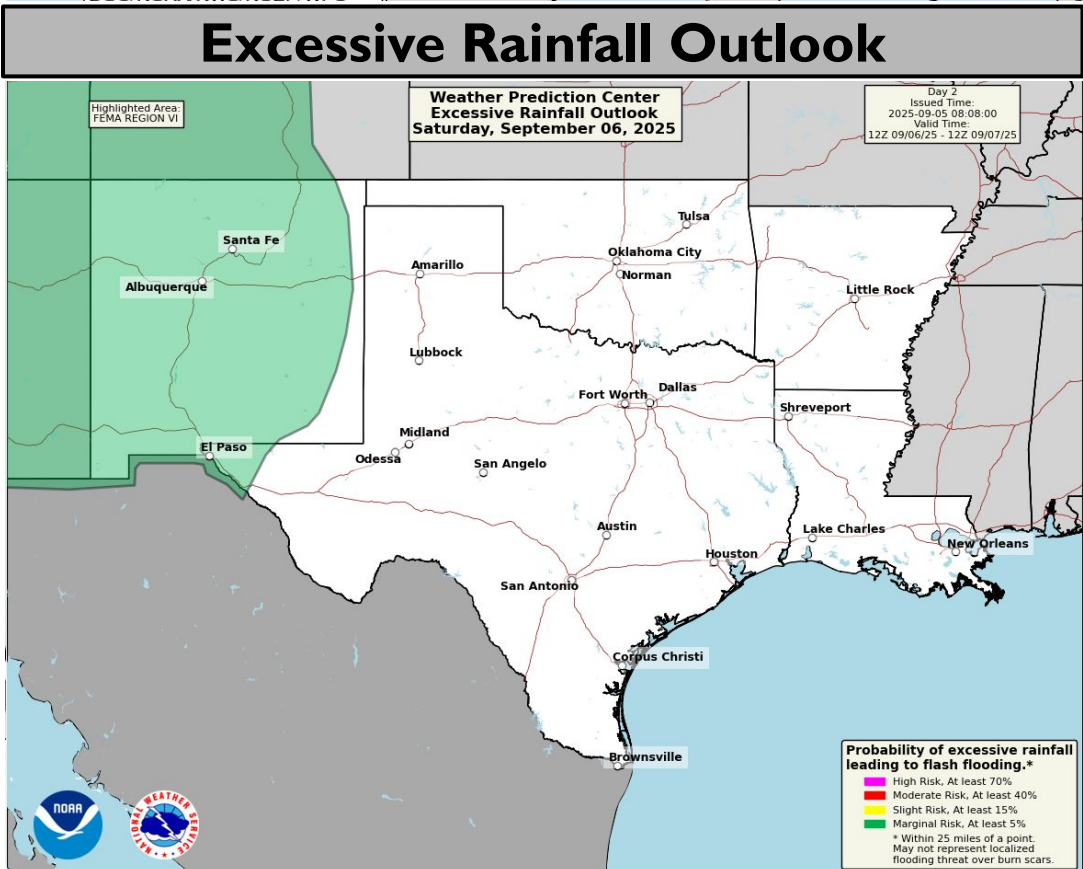 Excessive Rainfall Outlook
Highlighted Area:
FEMA REGION VI
Weather Prediction Center
Excessive Rainfall Outlook
Saturday, September 06, 2025
Day 2
Issued Time:
2025-09-05 08:08:00
Valid Time:
12Z 09/06/25 - 12Z 09/07/25
Tulsa
Santa Fe
Oklahoma City
Amarillo
Norman
Albuquerque
Little Rock
Lubbock
Dallas
Fort Worth
Shreveport
Midland
El Paso
Odessa
San Angelo
Austin
Lake Charles
New Orleans
Houston
San Antonio
Corpus Christi
Brownsville
Probability of excessive rainfall
leading to flash flooding.*
High Risk, At least 70%
Moderate Risk, At least 40%
Slight Risk, At least 15%
Marginal Risk, At least 5%
* Within 25 miles of a point.
May not represent localized
flooding threat over burn scars.
NOAA
NATIONAL WEATHER SERVICE